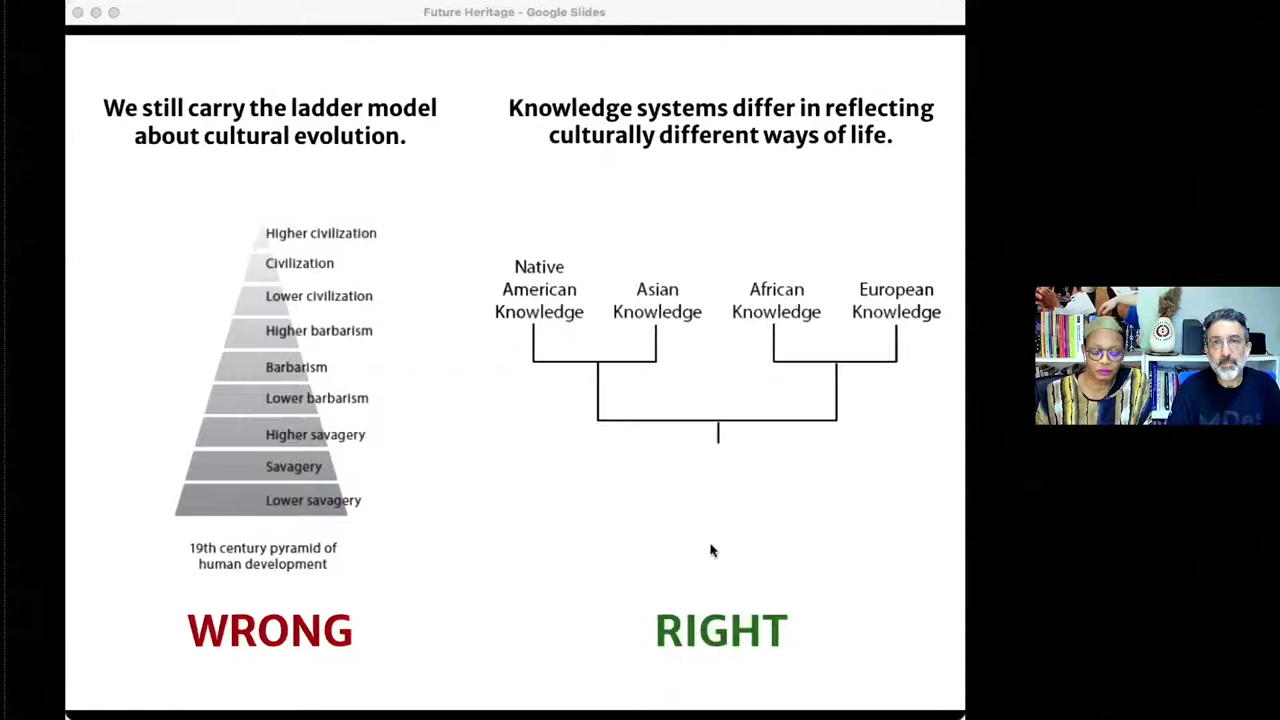 Future Heritage - Google Slides
We still carry the ladder model
about cultural evolution.
Higher civilization
Civilization
Lower civilization
Higher barbarism
Barbarism
Lower barbarism
Higher savagery
Savagery
Lower savagery
19th century pyramid of
human development
WRONG
Knowledge systems differ in reflecting
culturally different ways of life.
Native
American
Knowledge
Asian
Knowledge
African
Knowledge
European
Knowledge
RIGHT
MDes